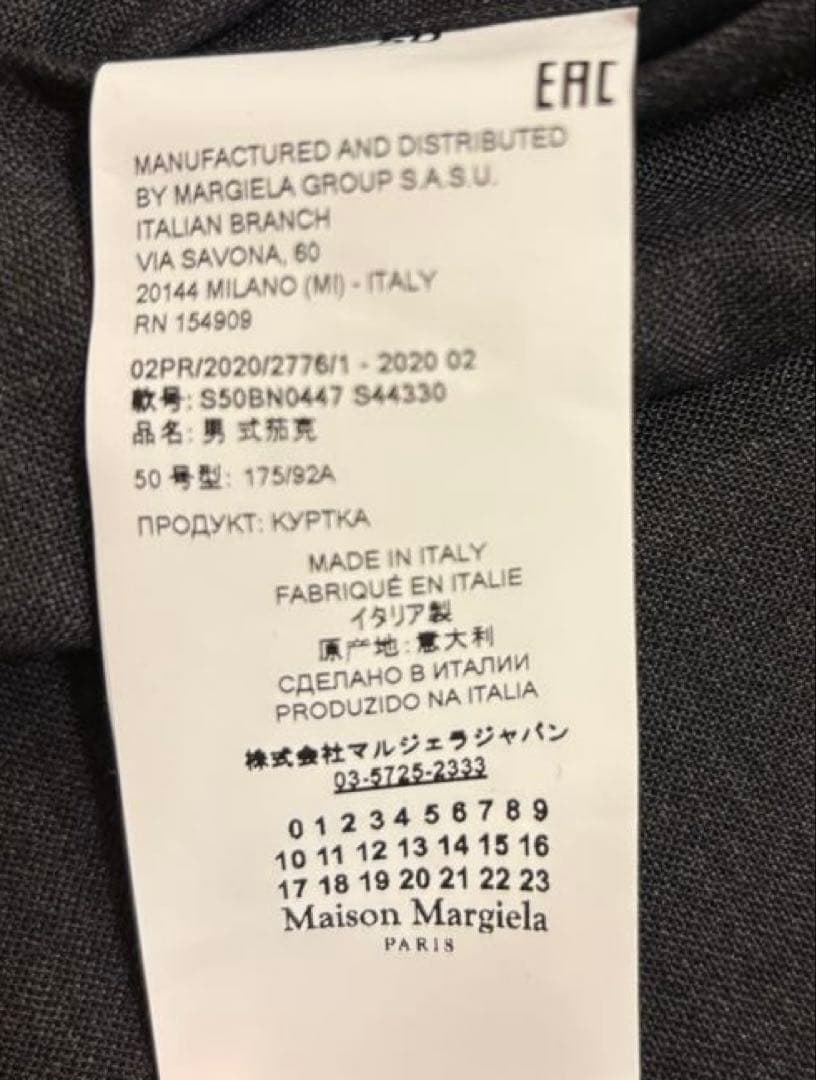 EAC
MANUFACTURED AND DISTRIBUTED
BY MARGIELA GROUP S.A.S.U.
ITALIAN BRANCH
VIA SAVONA, 60
20144 MILANO (MI) - ITALY
RN 154909
02PR/2020/2776/1 - 2020 02
款号: S50BN0447 S44330
品名: 男 式茄克
50 号型: 175/92A
ПРОДУКТ: КУРТКА
MADE IN ITALY
FABRIQUÉ EN ITALIE
イタリア製
原产地: 意大利
СДЕЛАНО В ИТАЛИИ
PRODUZIDO NA ITALIA
株式会社マルジェラジャパン
03-5725-2333
0 1 2 3 4 5 6 7 8 9
10 11 12 13 14 15 16
17 18 19 20 21 22 23
Maison Margiela
PARIS